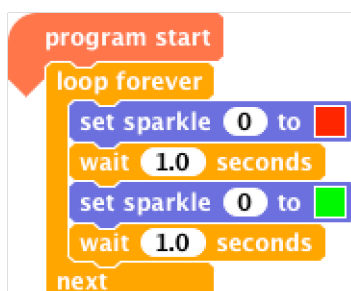 program start
loop forever
set sparkle 0 to
wait 1.0 seconds
set sparkle 0 to
wait 1.0 seconds
next